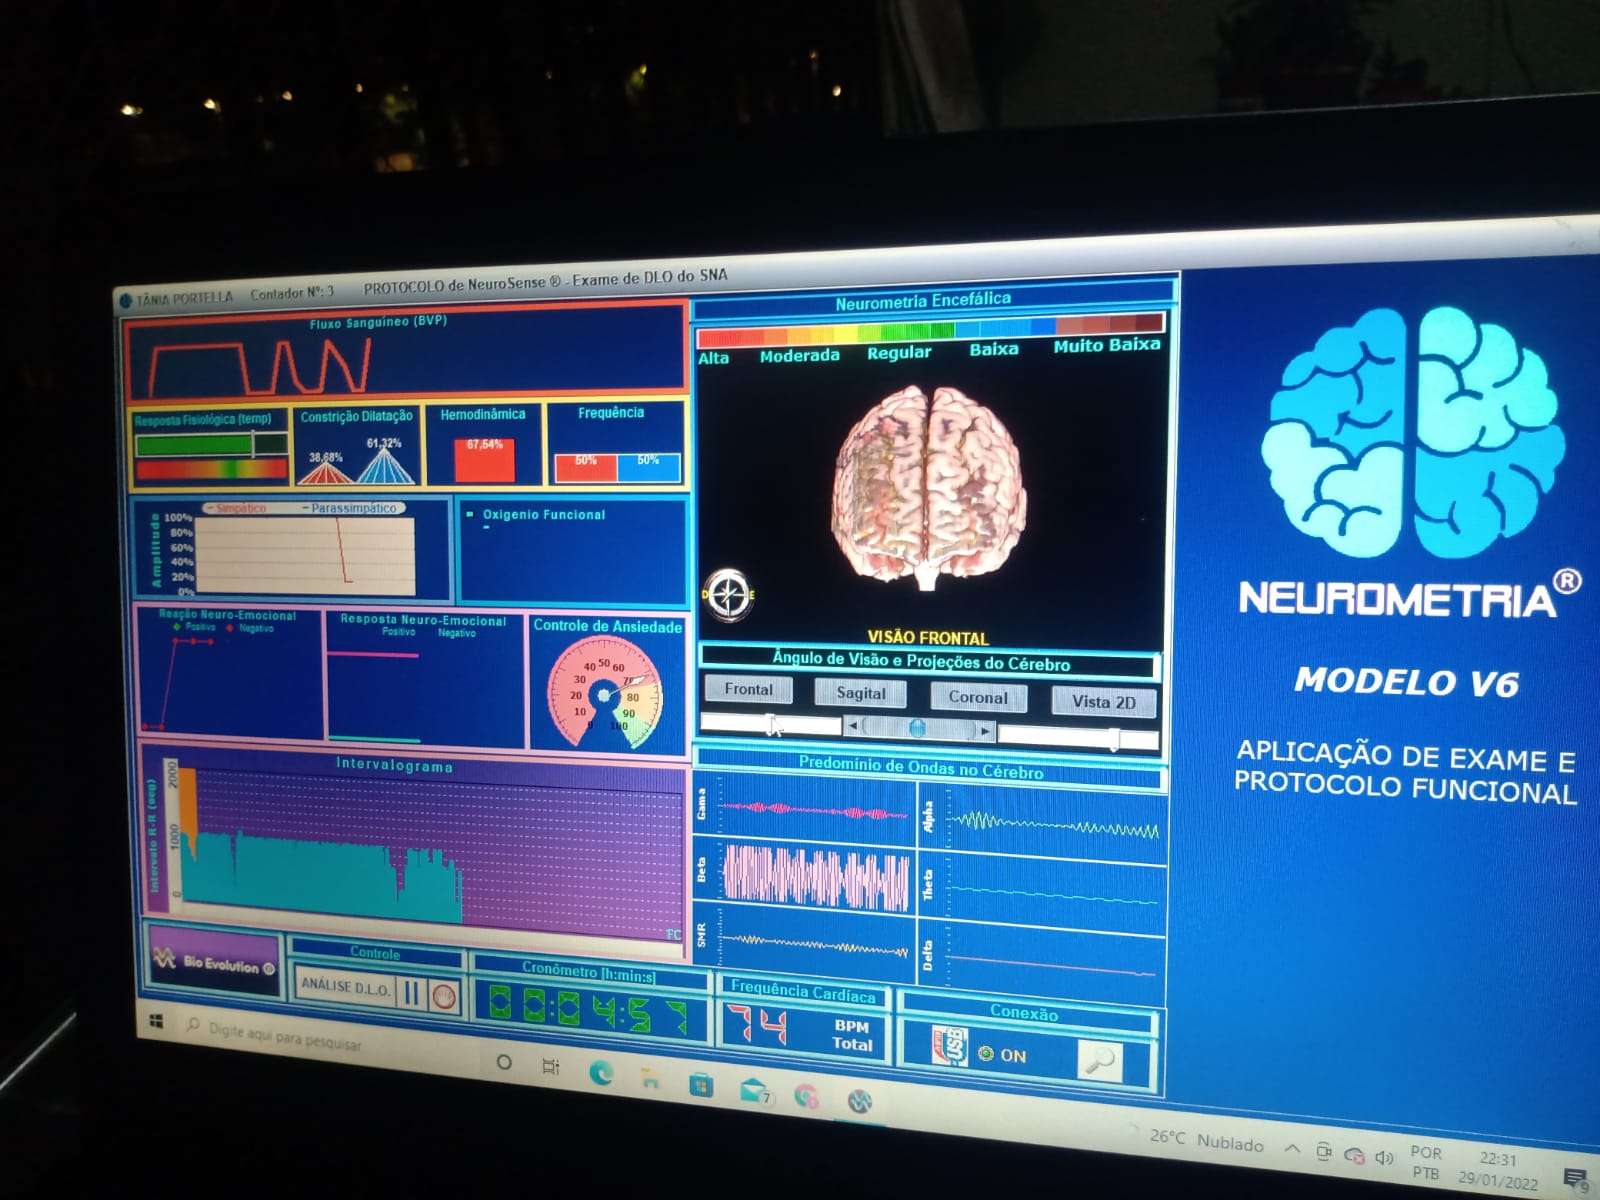 TÂNIA PORTELLA Contador Nº: 3 PROTOCOLO de NeuroSense ® - Exame de DLO do SNA
Fluxo Sanguíneo (BVP)
Resposta Fisiológica (temp)
Constrição Dilatação
38,68%
61,32%
Hemodinâmica
67,54%
Frequência
50%
50%
Simpático
Parassimpático
Amplitude
100%
80%
60%
40%
20%
0%
Oxigenio Funcional
Reação Neuro-Emocional
Positivo Negativo
Resposta Neuro-Emocional
Positivo Negativo
Controle de Ansiedade
0 10 20 30 40 50 60 70 80 90 100
Intervalograma
Intervalo R-R (seg)
2000
1000
0
FC
Bio Evolution ®
Controle
ANÁLISE D.L.O.
Cronômetro [h:min:s]
00:04:57
Neurometria Encefálica
Alta Moderada Regular Baixa Muito Baixa
D E
VISÃO FRONTAL
Ângulo de Visão e Projeções do Cérebro
Frontal Sagital Coronal Vista 2D
Predomínio de Ondas no Cérebro
Gama
Alpha
Beta
Theta
SMR
Delta
Frequência Cardíaca
74 BPM
Total
Conexão
USB
ON
NEUROMETRIA®
MODELO V6
APLICAÇÃO DE EXAME E
PROTOCOLO FUNCIONAL
Digite aqui para pesquisar
7
26°C Nublado
POR
PTB
22:31
29/01/2022
9